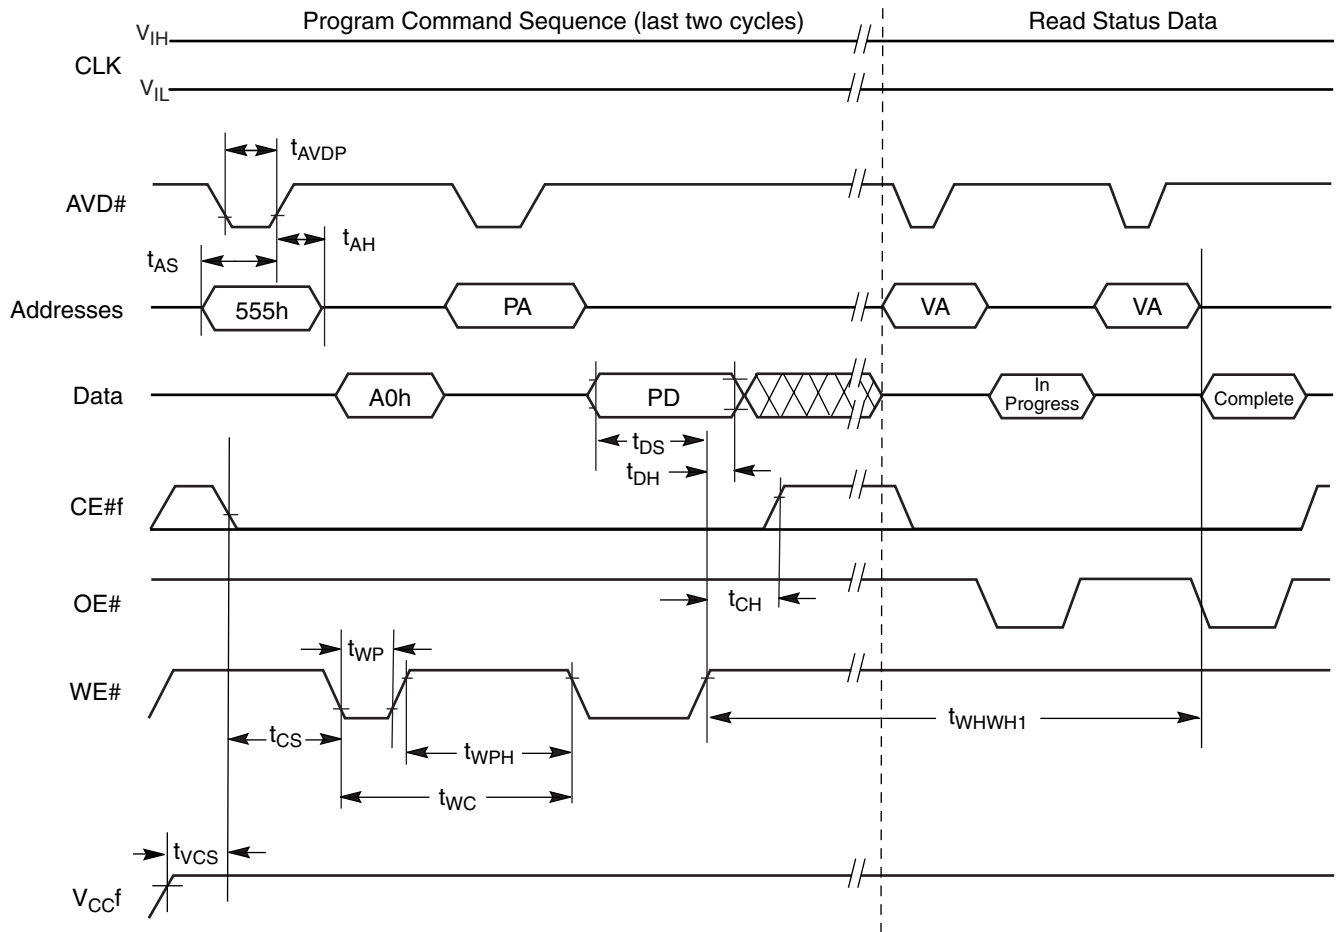 Program Command Sequence (last two cycles)
Read Status Data
VIH
CLK
VIL
tAVDP
AVD#
tAH
tAS
Addresses
555h
PA
VA
VA
Data
A0h
PD
In
Progress
Complete
tDS
tDH
CE#f
OE#
tCH
tWP
WE#
tWHWH1
tCS
tWPH
tWC
tVCS
VCCf